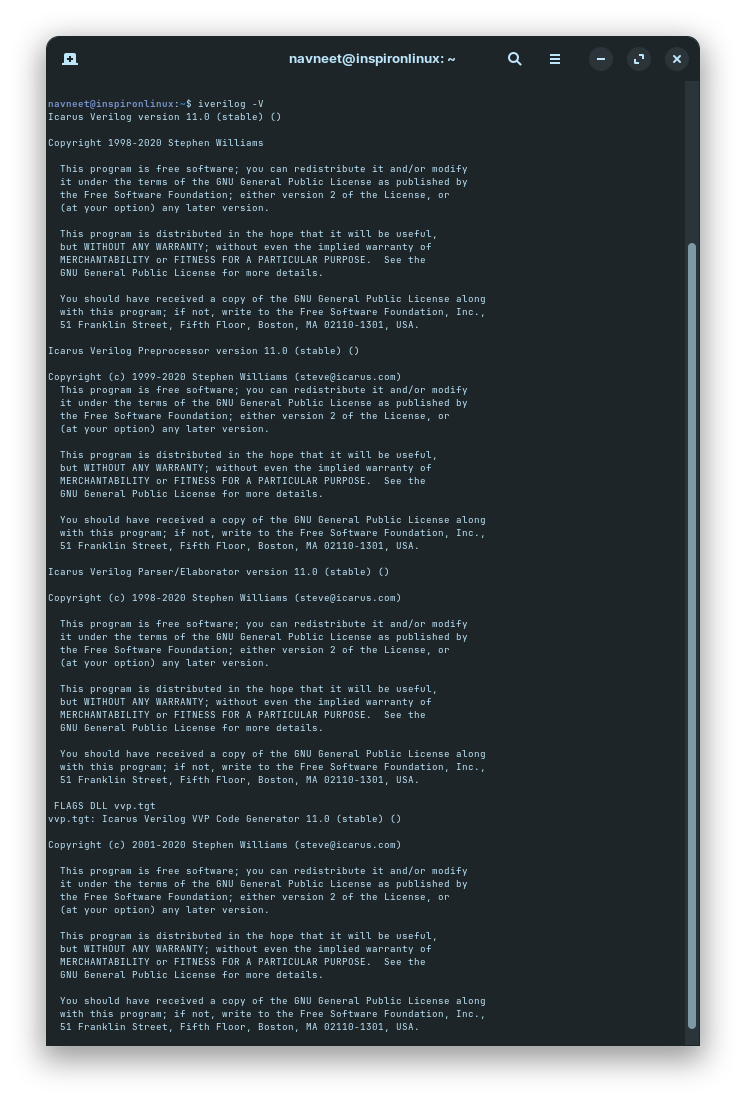 navneet@inspironlinux: ~
navneet@inspironlinux:~$ iverilog -V
Icarus Verilog version 11.0 (stable) ()
Copyright 1998-2020 Stephen Williams
This program is free software; you can redistribute it and/or modify
it under the terms of the GNU General Public License as published by
the Free Software Foundation; either version 2 of the License, or
(at your option) any later version.
This program is distributed in the hope that it will be useful,
but WITHOUT ANY WARRANTY; without even the implied warranty of
MERCHANTABILITY or FITNESS FOR A PARTICULAR PURPOSE.  See the
GNU General Public License for more details.
You should have received a copy of the GNU General Public License along
with this program; if not, write to the Free Software Foundation, Inc.,
51 Franklin Street, Fifth Floor, Boston, MA 02110-1301, USA.
Icarus Verilog Preprocessor version 11.0 (stable) ()
Copyright (c) 1999-2020 Stephen Williams (steve@icarus.com)
This program is free software; you can redistribute it and/or modify
it under the terms of the GNU General Public License as published by
the Free Software Foundation; either version 2 of the License, or
(at your option) any later version.
This program is distributed in the hope that it will be useful,
but WITHOUT ANY WARRANTY; without even the implied warranty of
MERCHANTABILITY or FITNESS FOR A PARTICULAR PURPOSE.  See the
GNU General Public License for more details.
You should have received a copy of the GNU General Public License along
with this program; if not, write to the Free Software Foundation, Inc.,
51 Franklin Street, Fifth Floor, Boston, MA 02110-1301, USA.
Icarus Verilog Parser/Elaborator version 11.0 (stable) ()
Copyright (c) 1998-2020 Stephen Williams (steve@icarus.com)
This program is free software; you can redistribute it and/or modify
it under the terms of the GNU General Public License as published by
the Free Software Foundation; either version 2 of the License, or
(at your option) any later version.
This program is distributed in the hope that it will be useful,
but WITHOUT ANY WARRANTY; without even the implied warranty of
MERCHANTABILITY or FITNESS FOR A PARTICULAR PURPOSE.  See the
GNU General Public License for more details.
You should have received a copy of the GNU General Public License along
with this program; if not, write to the Free Software Foundation, Inc.,
51 Franklin Street, Fifth Floor, Boston, MA 02110-1301, USA.
FLAGS DLL vvp.tgt
vvp.tgt: Icarus Verilog VVP Code Generator 11.0 (stable) ()
Copyright (c) 2001-2020 Stephen Williams (steve@icarus.com)
This program is free software; you can redistribute it and/or modify
it under the terms of the GNU General Public License as published by
the Free Software Foundation; either version 2 of the License, or
(at your option) any later version.
This program is distributed in the hope that it will be useful,
but WITHOUT ANY WARRANTY; without even the implied warranty of
MERCHANTABILITY or FITNESS FOR A PARTICULAR PURPOSE.  See the
GNU General Public License for more details.
You should have received a copy of the GNU General Public License along
with this program; if not, write to the Free Software Foundation, Inc.,
51 Franklin Street, Fifth Floor, Boston, MA 02110-1301, USA.